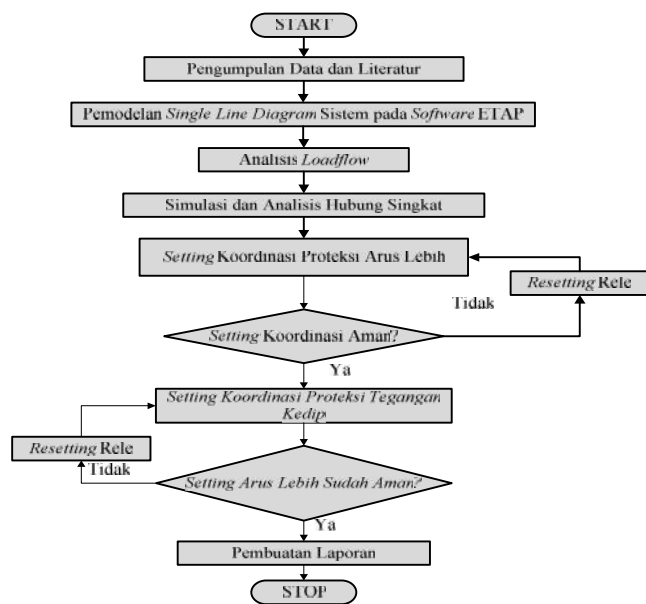 START
Pengumpulan Data dan Literatur
Pemodelan Single Line Diagram Sistem pada Software ETAP
Analisis Loadflow
Simulasi dan Analisis Hubung Singkat
Setting Koordinasi Proteksi Arus Lebih
Resetting Rele
Tidak
Setting Koordinasi Aman?
Ya
Setting Koordinasi Proteksi Tegangan
Kedip
Resetting Rele
Tidak
Setting Arus Lebih Sudah Aman?
Ya
Pembuatan Laporan
STOP